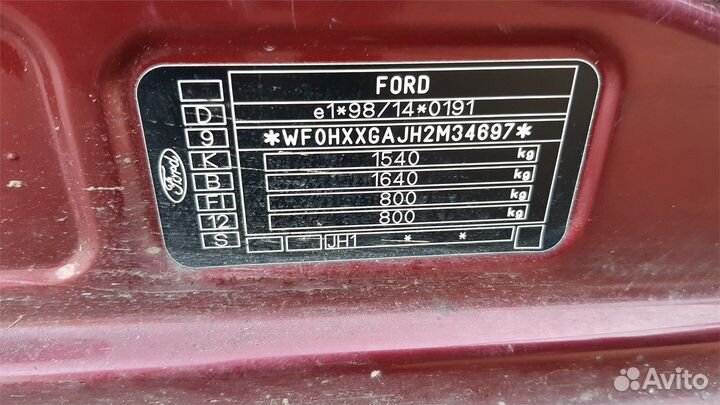 FORD
e1*98/14*0191
*WF0HXXGAJH2M34697*
1540 kg
1640 kg
800 kg
800 kg
JH1 * *
D
9
K
B
12
S
Ford
Avito